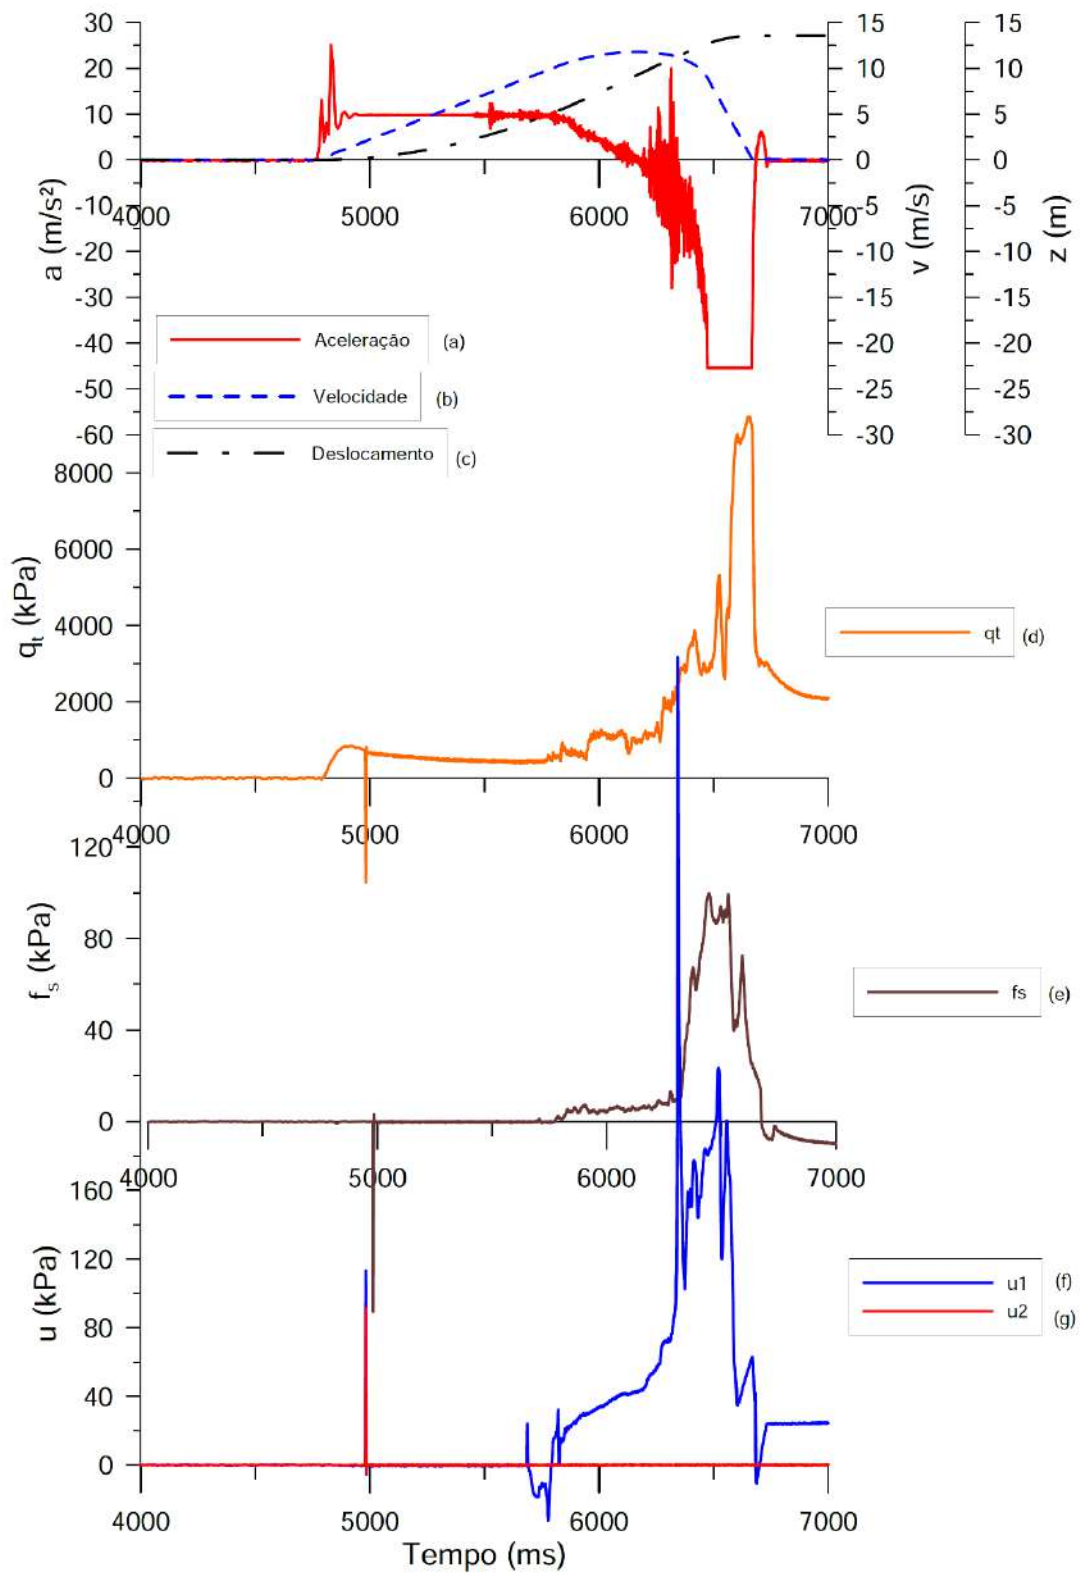 30 15 15
20 10 10
10 5 5
0 0 0
4000 5000 6000 7000
-10 -5 -5
-20 -10 -10
-30 -15 -15
-40 -20 -20
-50 -25 -25
-60 -30 -30
a (m/s²)
v (m/s)
z (m)
Aceleração (a)
Velocidade (b)
Deslocamento (c)
8000
6000
4000
2000
0
qt (kPa)
qt (d)
4000 5000 6000 7000
120
80
40
0
fs (kPa)
fs (e)
4000 5000 6000 7000
160
120
80
40
0
u (kPa)
u1 (f)
u2 (g)
4000 5000 6000 7000
Tempo (ms)